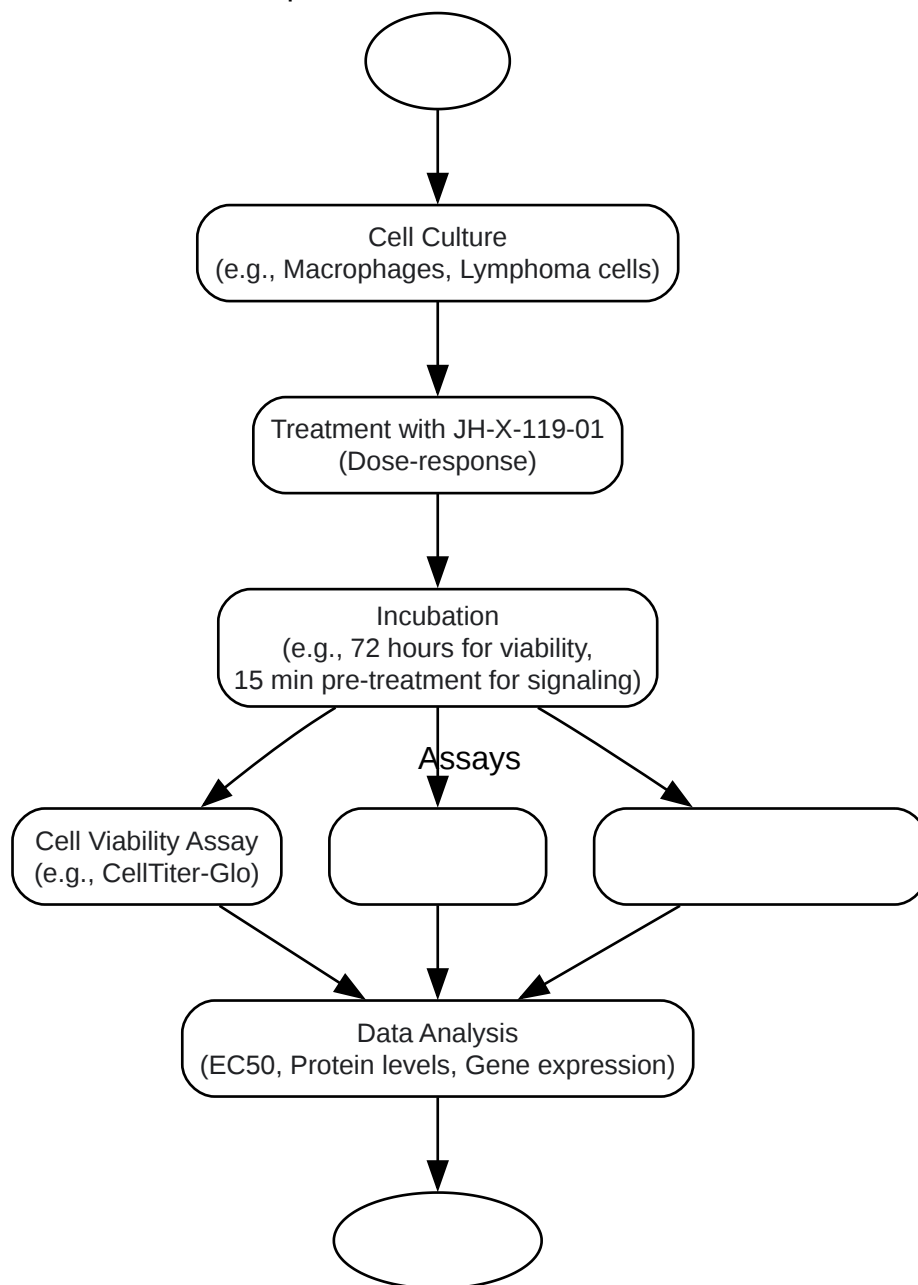 Cell Culture
(e.g., Macrophages, Lymphoma cells)
Treatment with JH-X-119-01
(Dose-response)
Incubation
(e.g., 72 hours for viability,
15 min pre-treatment for signaling)
Assays
Cell Viability Assay
(e.g., CellTiter-Glo)
Data Analysis
(EC50, Protein levels, Gene expression)